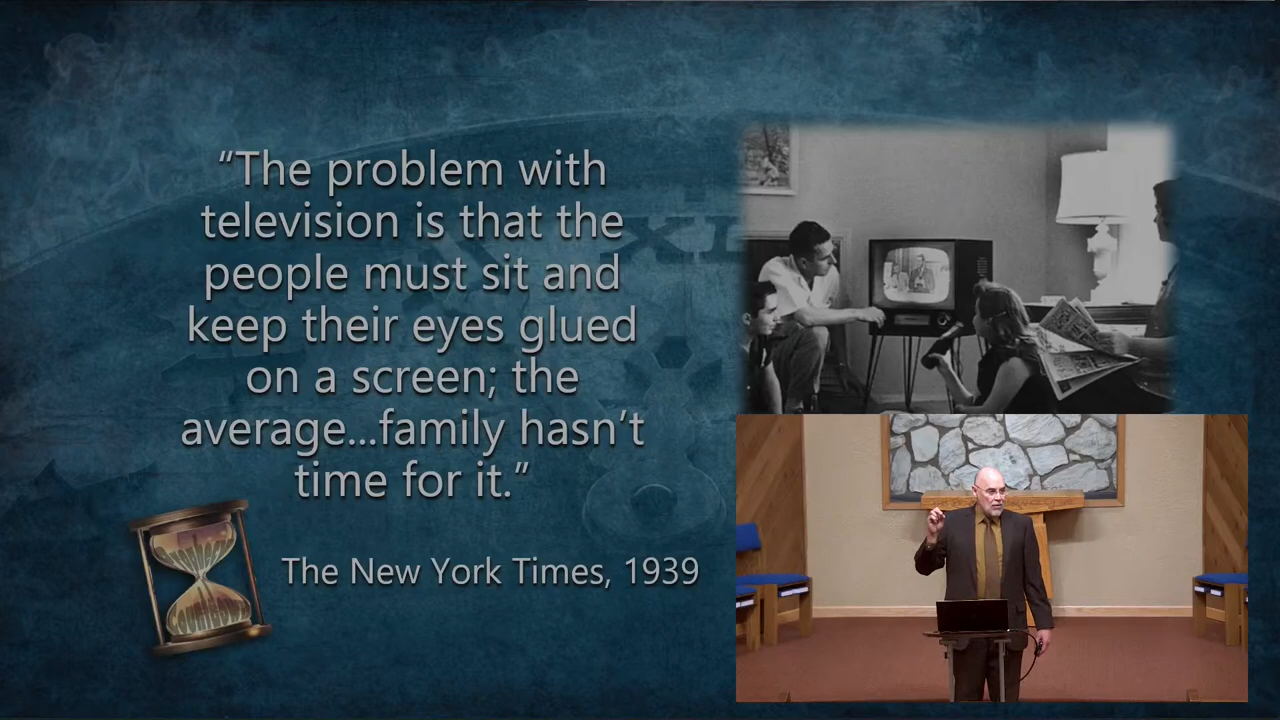 “The problem with
television is that the
people must sit and
keep their eyes glued
on a screen; the
average...family hasn’t
time for it.”
The New York Times, 1939